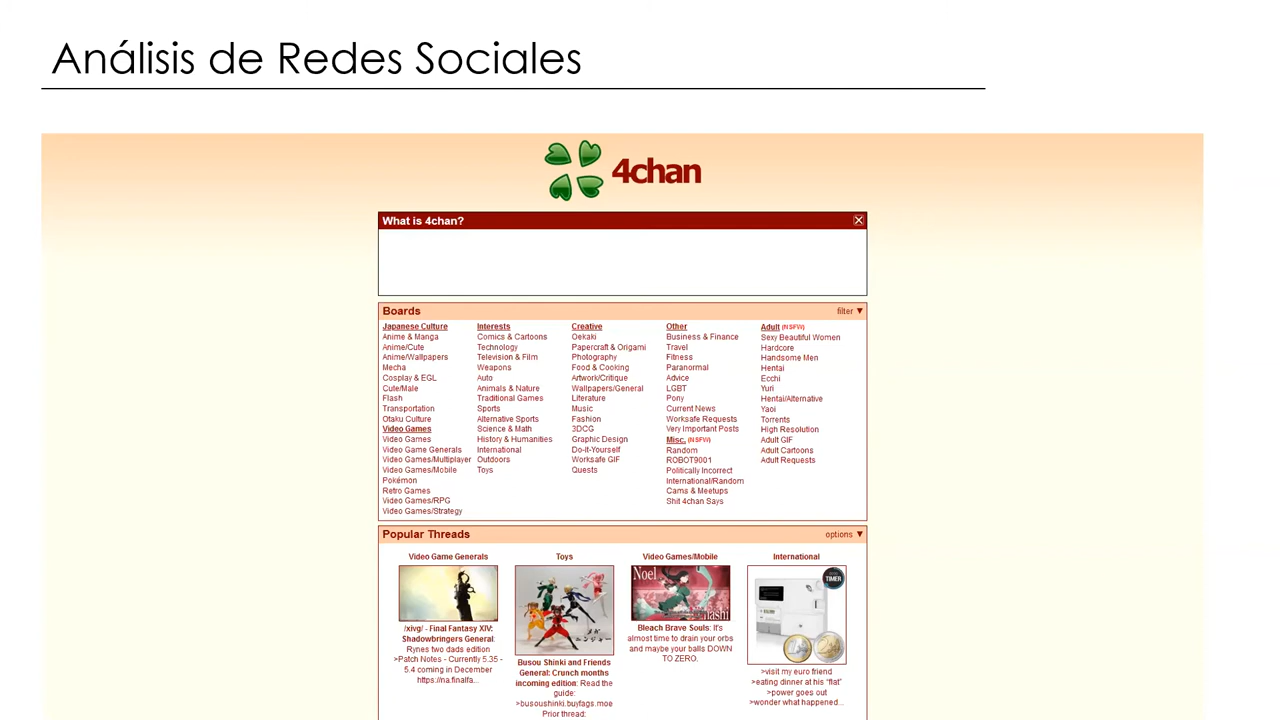 Análisis de Redes Sociales
4chan
What is 4chan?
Boards
filter ▼
Japanese Culture
Anime & Manga
Anime/Cute
Anime/Wallpapers
Mecha
Cosplay & EGL
Cute/Male
Flash
Transportation
Otaku Culture
Video Games
Video Games
Video Game Generals
Video Games/Multiplayer
Video Games/Mobile
Pokémon
Retro Games
Video Games/RPG
Video Games/Strategy
Interests
Comics & Cartoons
Technology
Television & Film
Weapons
Auto
Animals & Nature
Traditional Games
Sports
Alternative Sports
Science & Math
History & Humanities
International
Outdoors
Toys
Creative
Oekaki
Papercraft & Origami
Photography
Food & Cooking
Artwork/Critique
Wallpapers/General
Literature
Music
Fashion
3DCG
Graphic Design
Do-It-Yourself
Worksafe GIF
Quests
Other
Business & Finance
Travel
Fitness
Paranormal
Advice
LGBT
Pony
Current News
Worksafe Requests
Very Important Posts
Misc. (NSFW)
Random
ROBOT9001
Politically Incorrect
International/Random
Cams & Meetups
Shit 4chan Says
Adult (NSFW)
Sexy Beautiful Women
Hardcore
Handsome Men
Hentai
Ecchi
Yuri
Hentai/Alternative
Yaoi
Torrents
High Resolution
Adult GIF
Adult Cartoons
Adult Requests
Popular Threads
options ▼
Video Game Generals
/xivg/ - Final Fantasy XIV:
Shadowbringers General:
Rynes two dads edition
>Patch Notes - Currently 5.35 -
5.4 coming in December
https://na.finalfa...
Toys
Busou Shinki and Friends
General: Crunch months
incoming edition: Read the
guide:
>busoushinki.buyfags.moe
Prior thread:
Video Games/Mobile
Noel
Bleach Brave Souls: It's
almost time to drain your orbs
and maybe your balls DOWN
TO ZERO.
International
TIMER
>visit my euro friend
>eating dinner at his "flat"
>power goes out
>wonder what happened...